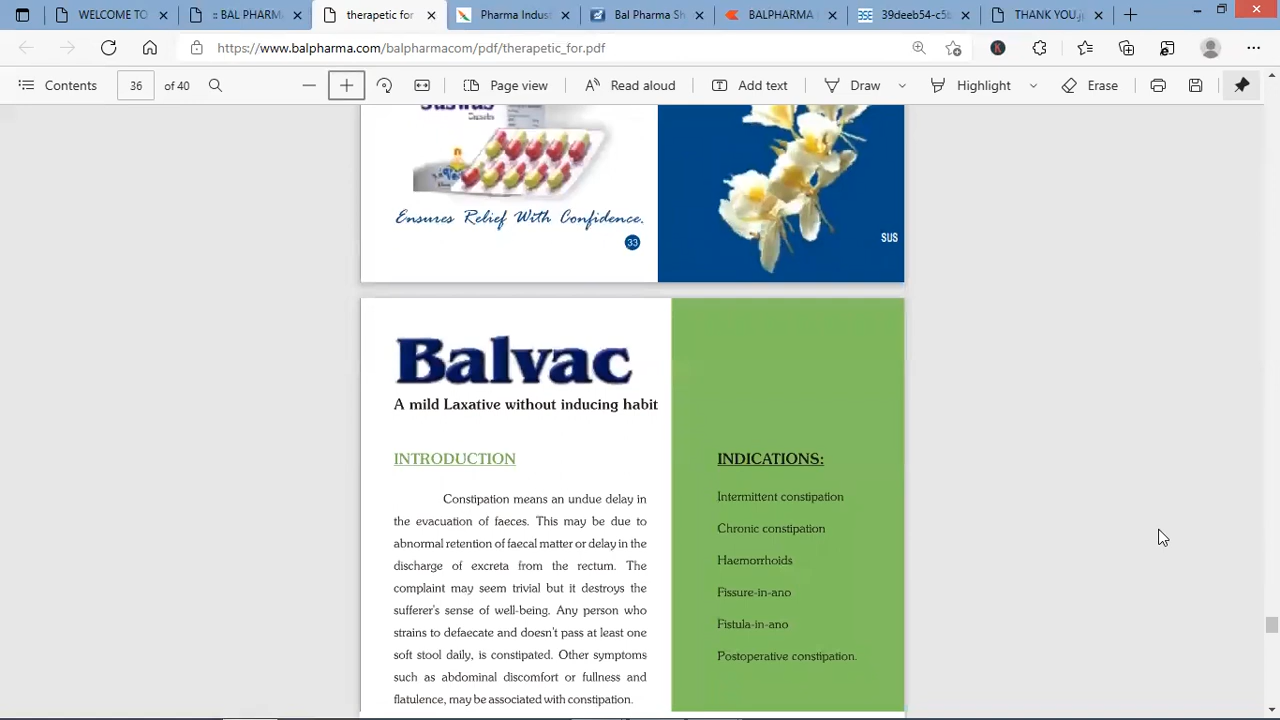 WELCOME TO
:: BALPHARM
therapetic_for
Pharma Indust
Bal Pharma Sh
BALPHARMA
39deeb54-c58
THANK YOU.j
https://www.balpharma.com/balpharmacom/pdf/therapetic_for.pdf
Contents 36 of 40 Page view Read aloud Add text Draw Highlight Erase
Capsules
Ensures Relief With Confidence.
33
SUS
Balvac
A mild Laxative without inducing habit
INTRODUCTION
Constipation means an undue delay in
the evacuation of faeces. This may be due to
abnormal retention of faecal matter or delay in the
discharge of excreta from the rectum. The
complaint may seem trivial but it destroys the
sufferer's sense of well-being. Any person who
strains to defaecate and doesn't pass at least one
soft stool daily, is constipated. Other symptoms
such as abdominal discomfort or fullness and
flatulence, may be associated with constipation.
INDICATIONS:
Intermittent constipation
Chronic constipation
Haemorrhoids
Fissure-in-ano
Fistula-in-ano
Postoperative constipation.